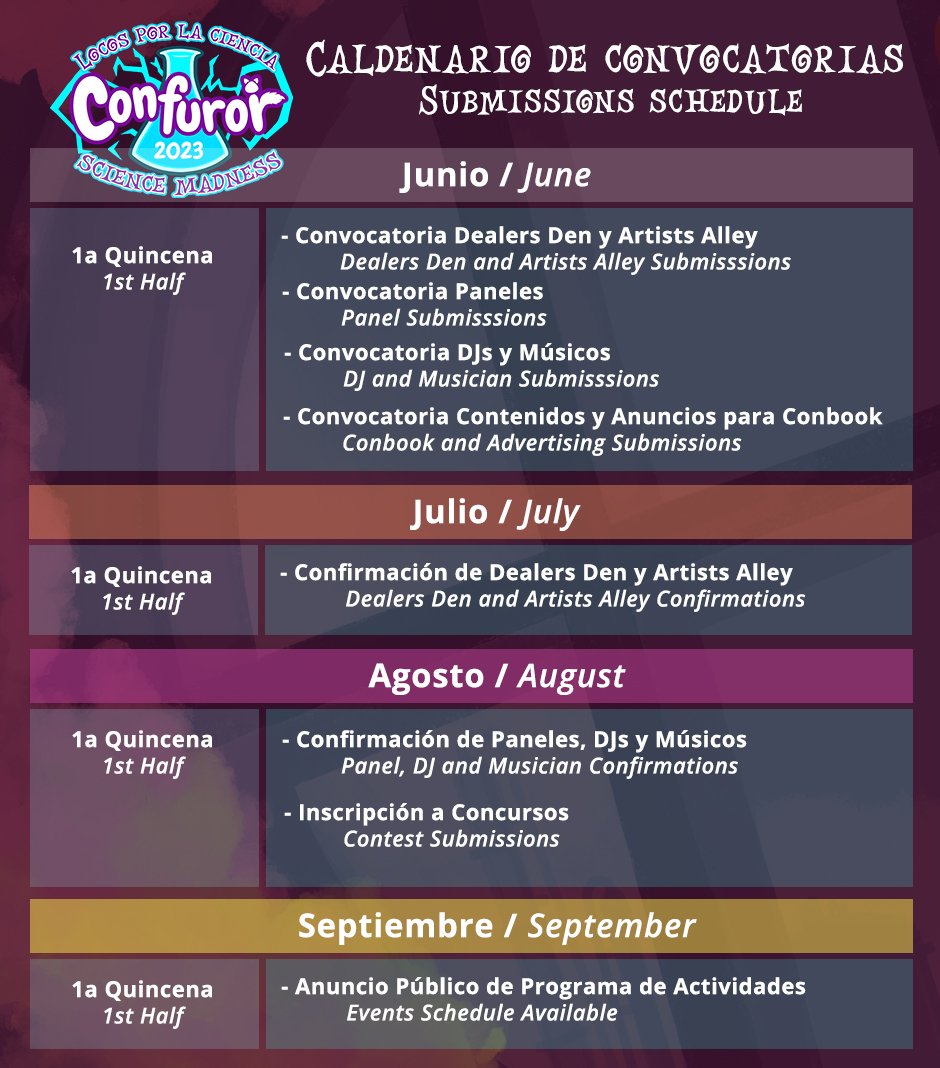 LOCOS POR LA CIENCIA
Confuror
2023
SCIENCE MADNESS
CALDENARIO DE CONVOCATORIAS
SUBMISSIONS SCHEDULE
Junio / June
1a Quincena
1st Half
- Convocatoria Dealers Den y Artists Alley
Dealers Den and Artists Alley Submisssions
- Convocatoria Paneles
Panel Submisssions
- Convocatoria DJs y Músicos
DJ and Musician Submisssions
- Convocatoria Contenidos y Anuncios para Conbook
Conbook and Advertising Submissions
Julio / July
1a Quincena
1st Half
- Confirmación de Dealers Den y Artists Alley
Dealers Den and Artists Alley Confirmations
Agosto / August
1a Quincena
1st Half
- Confirmación de Paneles, DJs y Músicos
Panel, DJ and Musician Confirmations
- Inscripción a Concursos
Contest Submissions
Septiembre / September
1a Quincena
1st Half
- Anuncio Público de Programa de Actividades
Events Schedule Available